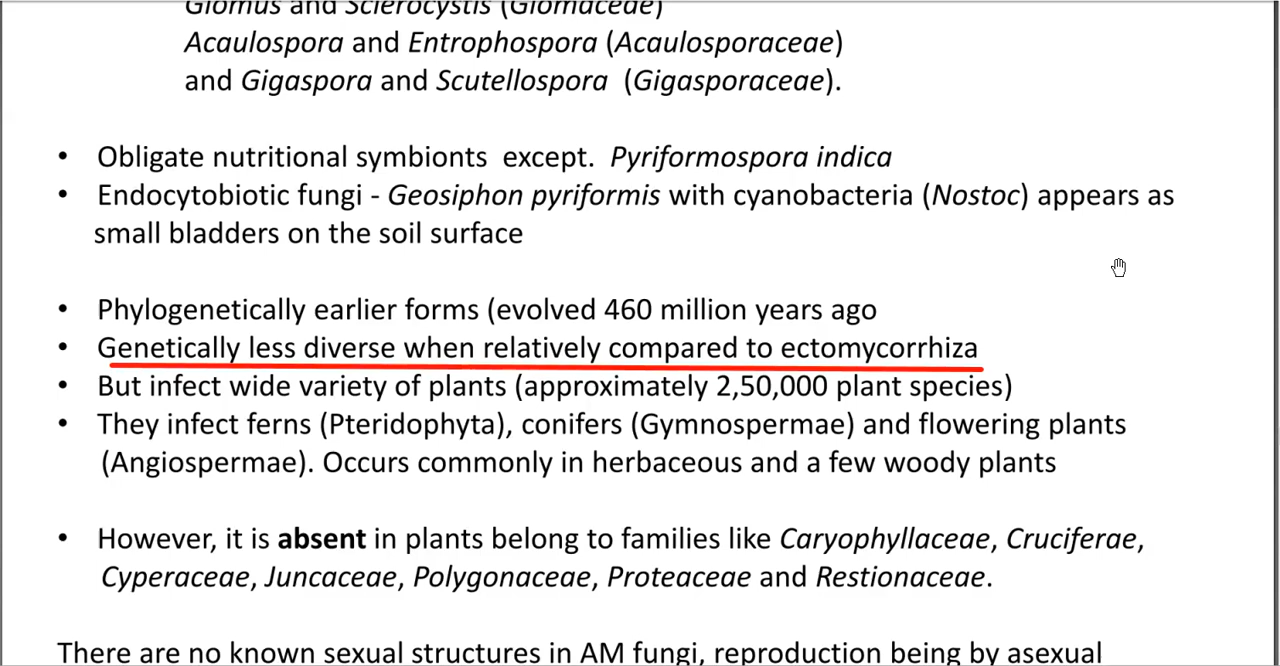 Glomus and Sclerocystis (Glomaceae)
Acaulospora and Entrophospora (Acaulosporaceae)
and Gigaspora and Scutellospora (Gigasporaceae).
• Obligate nutritional symbionts except. Pyriformospora indica
• Endocytobiotic fungi - Geosiphon pyriformis with cyanobacteria (Nostoc) appears as
small bladders on the soil surface
• Phylogenetically earlier forms (evolved 460 million years ago
• Genetically less diverse when relatively compared to ectomycorrhiza
• But infect wide variety of plants (approximately 2,50,000 plant species)
• They infect ferns (Pteridophyta), conifers (Gymnospermae) and flowering plants
(Angiospermae). Occurs commonly in herbaceous and a few woody plants
• However, it is absent in plants belong to families like Caryophyllaceae, Cruciferae,
Cyperaceae, Juncaceae, Polygonaceae, Proteaceae and Restionaceae.
There are no known sexual structures in AM fungi, reproduction being by asexual